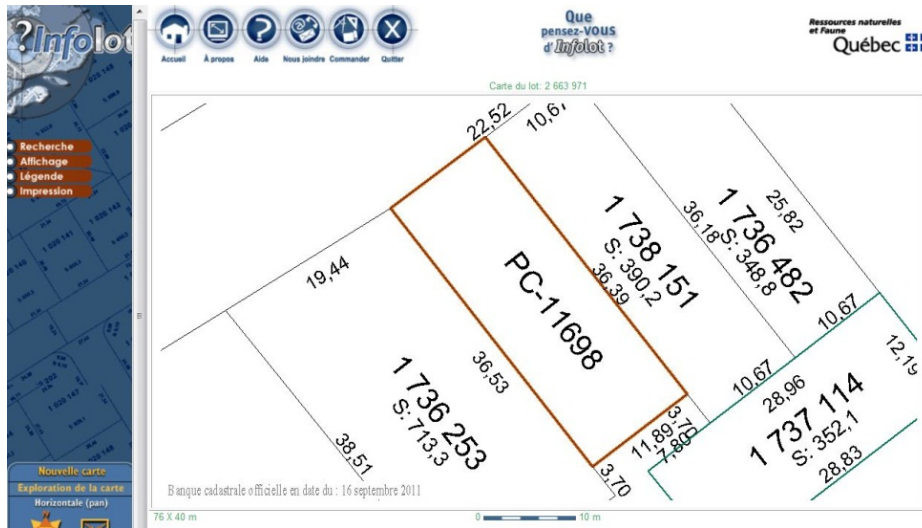 ?Infolot
Accueil
À propos
Aide
Nous joindre
Commander
Quitter
Que
pensez-VOUS
d'Infolot ?
Ressources naturelles
et Faune
Québec
Recherche
Affichage
Légende
Impression
Nouvelle carte
Exploration de la carte
Horizontale (pan)
Carte du lot: 2 663 971
22,52
10,67
19,44
PC-11698
36,39
36,53
1 738 151
S: 390,2
36,18
1 736 482
S: 348,8
25,82
10,67
10,67
12,19
28,96
1 737 114
S: 352,1
28,83
1 736 253
S: 713,3
38,51
3,70
11,89
7,80
3,70
Banque cadastrale officielle en date du : 16 septembre 2011
76 X 40 m
0
10 m